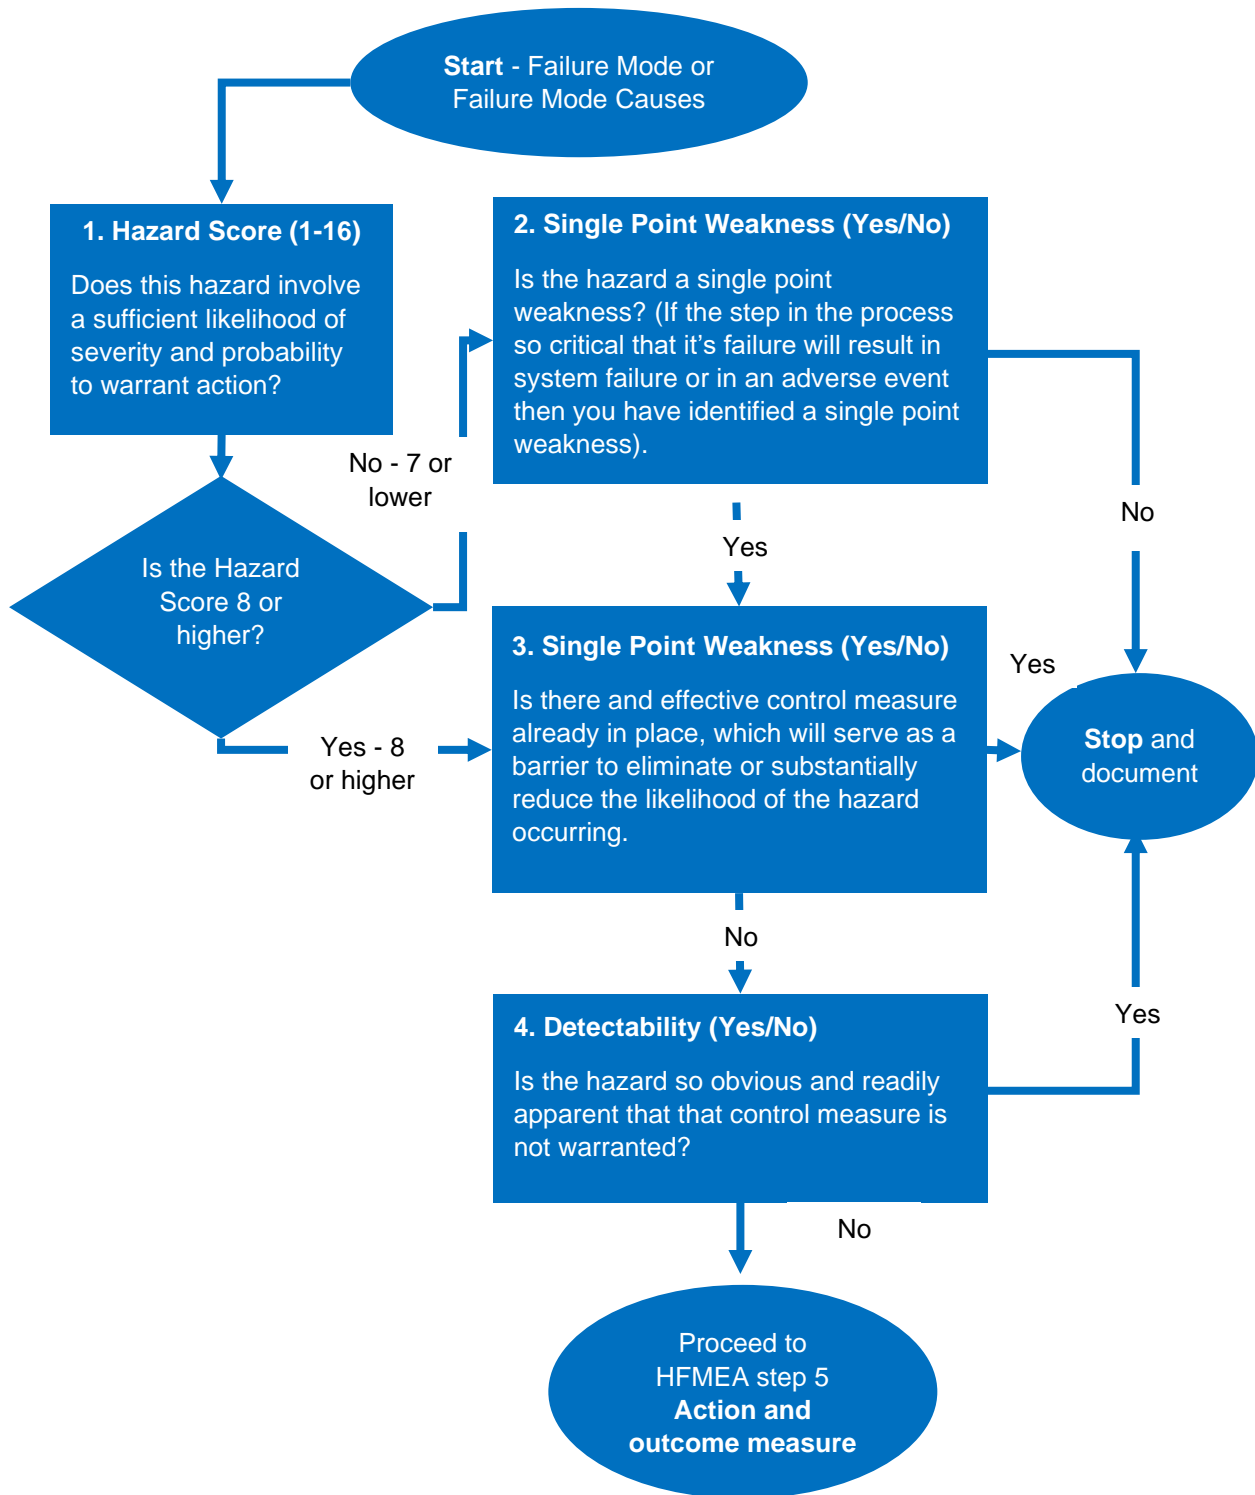 Start - Failure Mode or
Failure Mode Causes
1. Hazard Score (1-16)
Does this hazard involve
a sufficient likelihood of
severity and probability
to warrant action?
2. Single Point Weakness (Yes/No)
Is the hazard a single point
weakness? (If the step in the process
so critical that it’s failure will result in
system failure or in an adverse event
then you have identified a single point
weakness).
No - 7 or
lower
No
Yes
Is the Hazard
Score 8 or
higher?
3. Single Point Weakness (Yes/No)
Is there and effective control measure
already in place, which will serve as a
barrier to eliminate or substantially
reduce the likelihood of the hazard
occurring.
Yes
Yes - 8
or higher
Stop and
document
No
4. Detectability (Yes/No)
Is the hazard so obvious and readily
apparent that that control measure is
not warranted?
Yes
No
Proceed to
HFMEA step 5
Action and
outcome measure